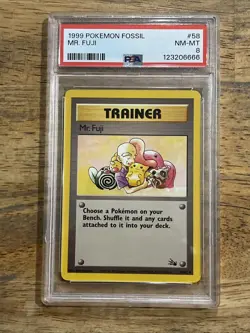 1999 POKEMON FOSSIL #58
MR. FUJI NM-MT
8
PSA 123206666
TRAINER
Mr. Fuji
Choose a Pokémon on your
Bench. Shuffle it and any cards
attached to it into your deck.